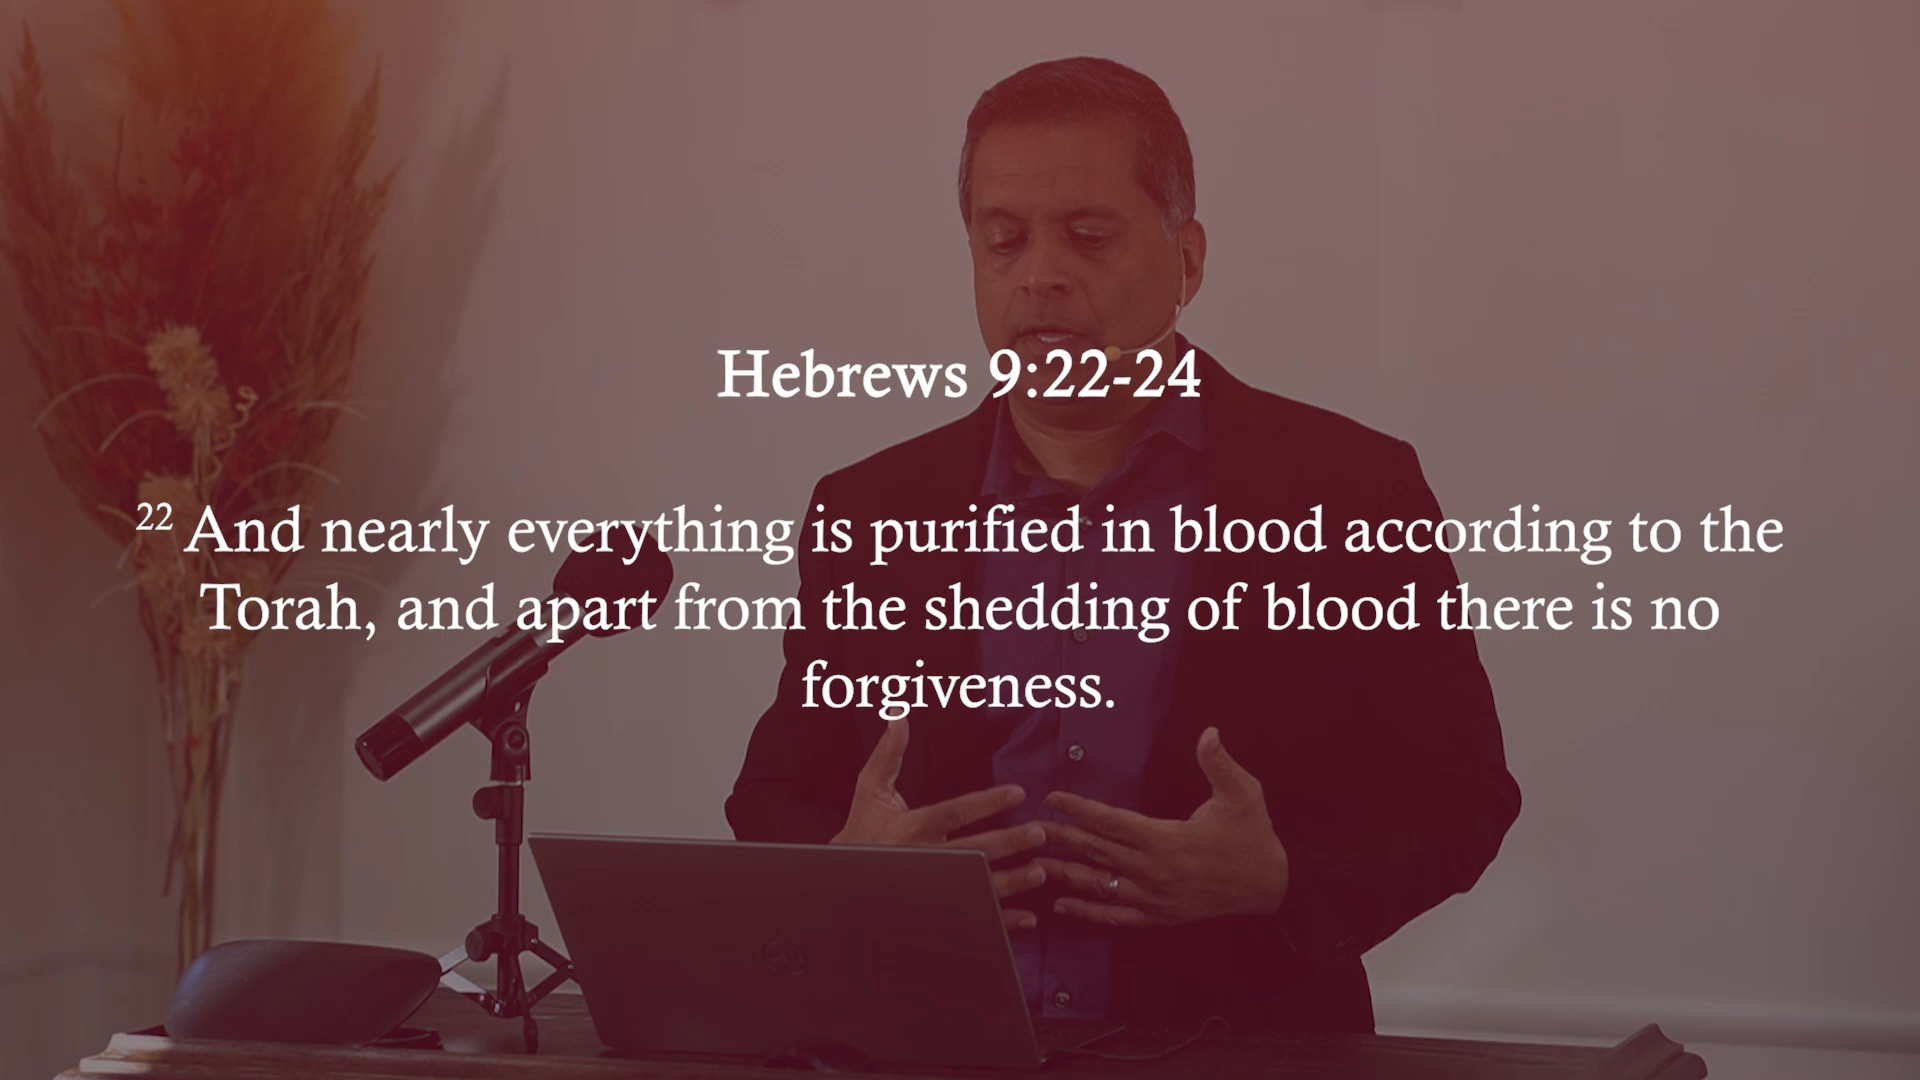 Hebrews 9:22-24
22 And nearly everything is purified in blood according to the
Torah, and apart from the shedding of blood there is no
forgiveness.